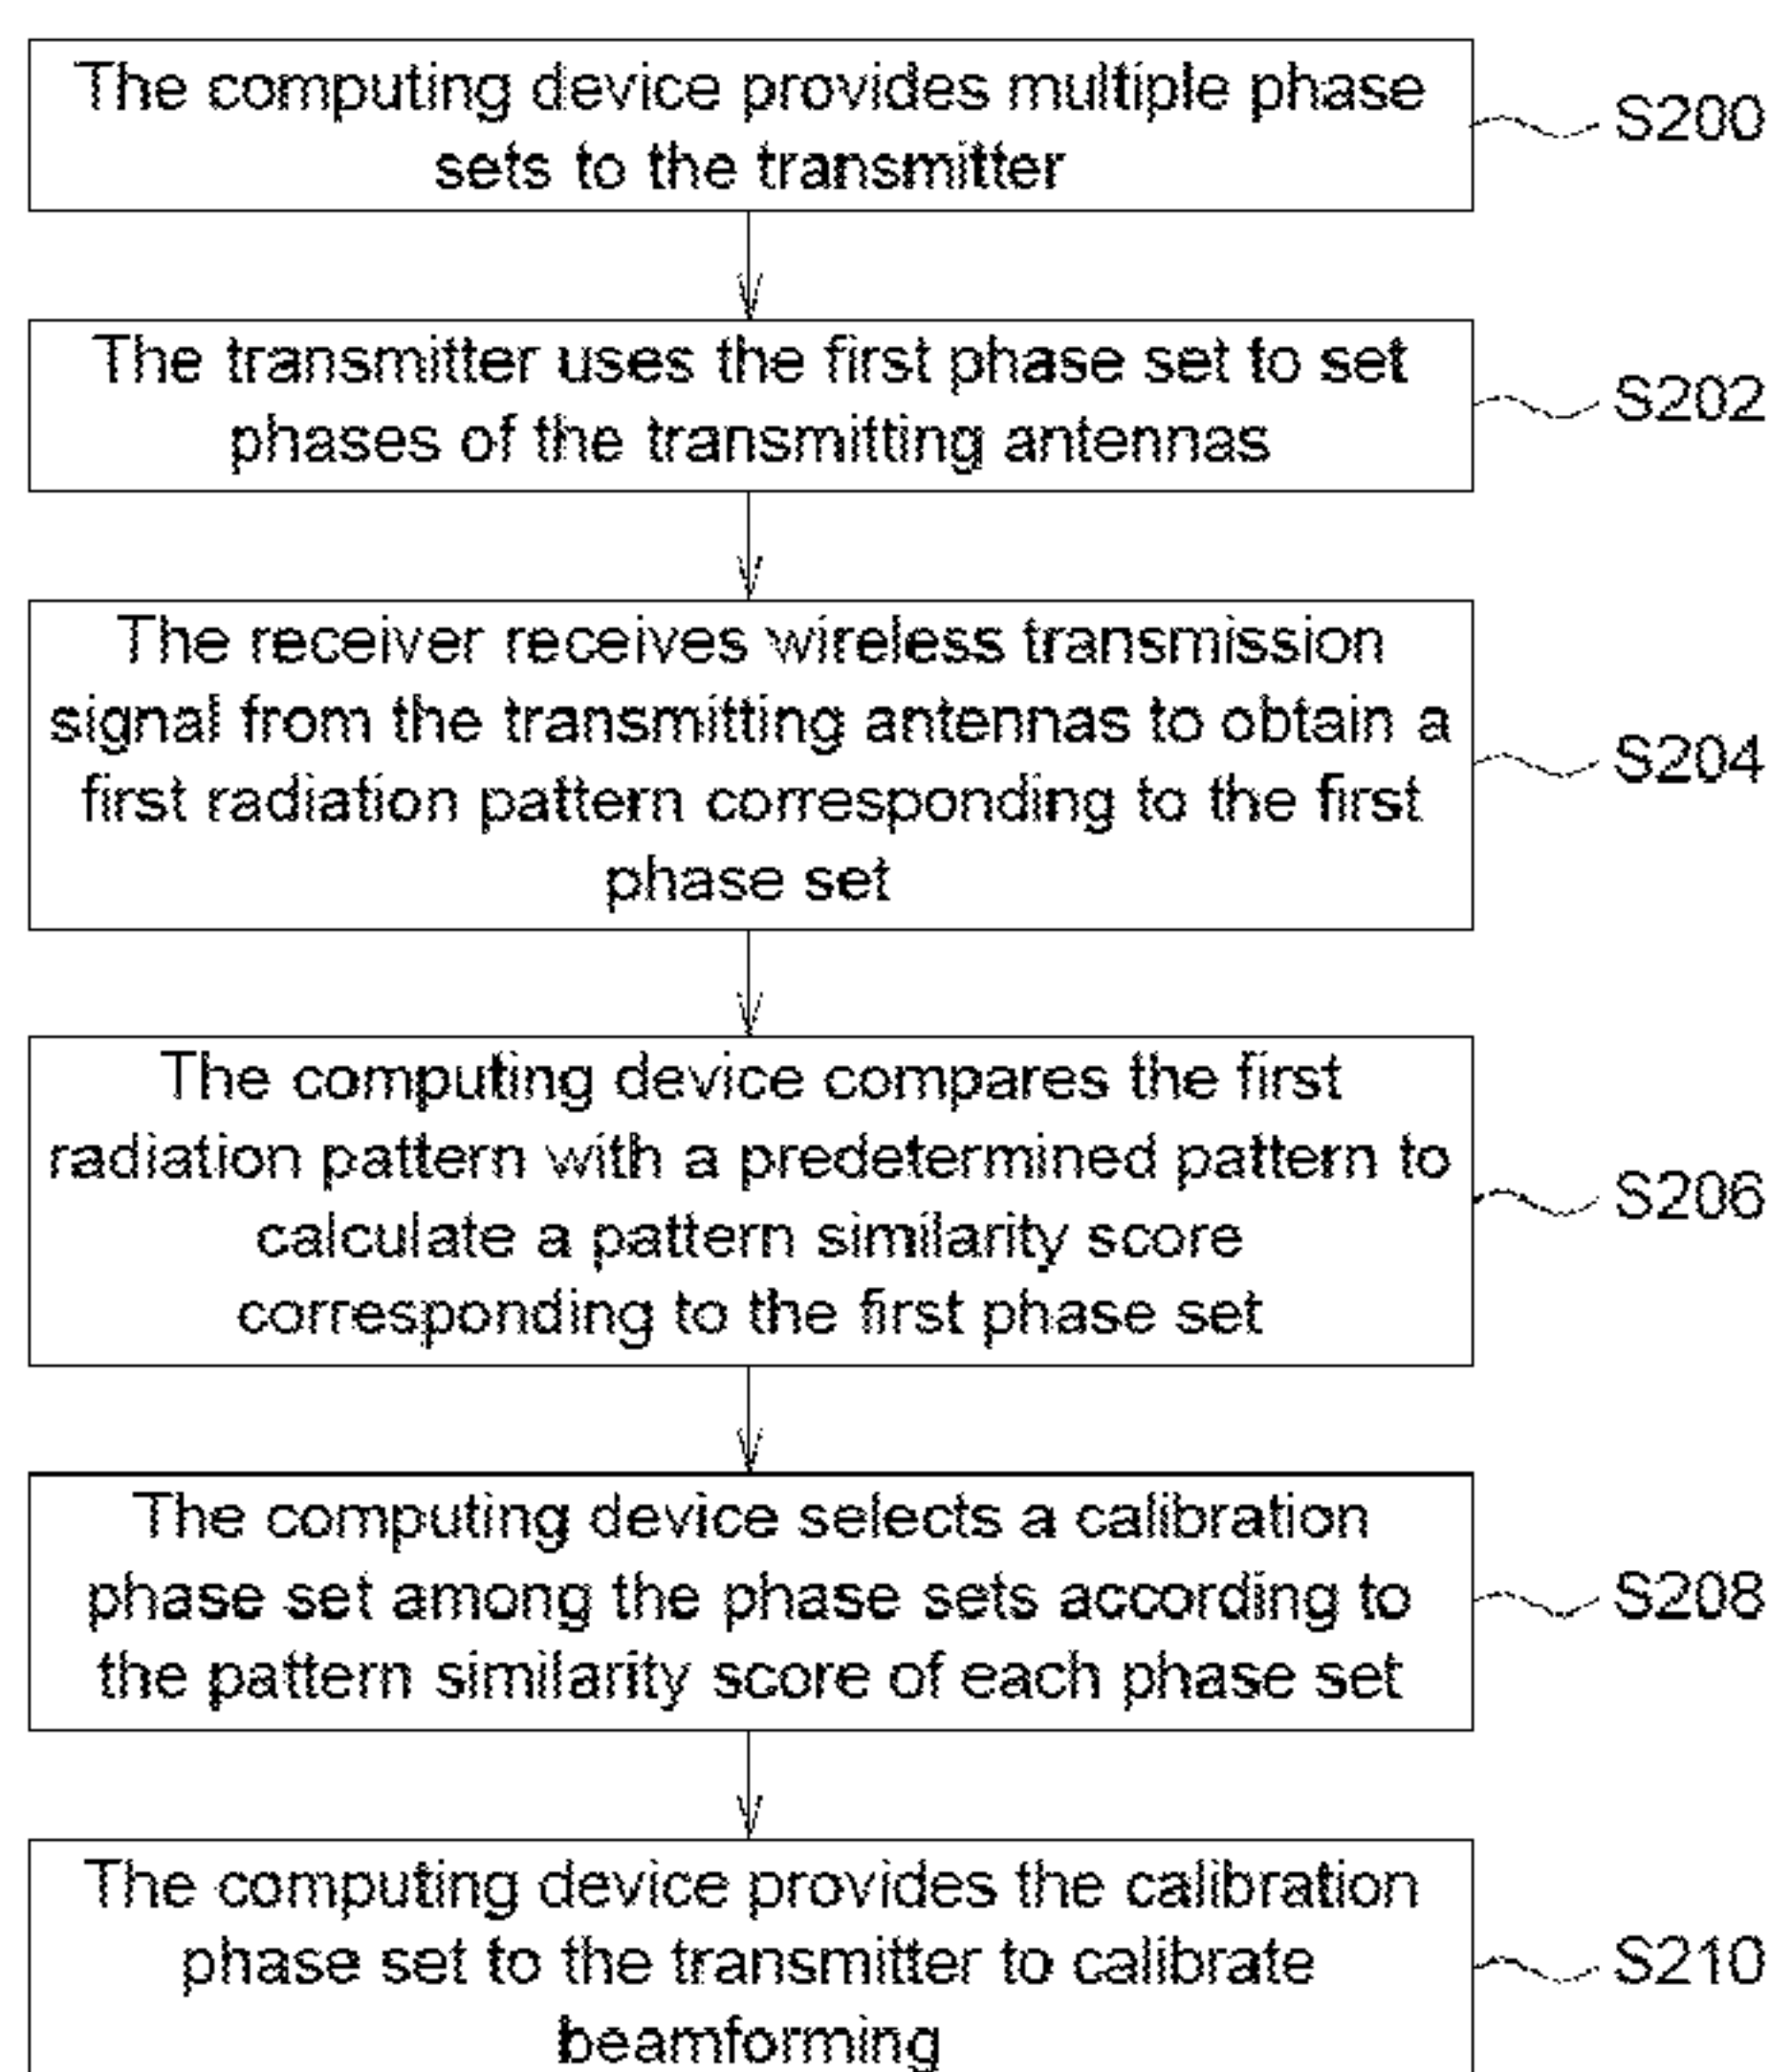 The computing device provides multiple phase
sets to the transmitter
S200
The transmitter uses the first phase set to set
phases of the transmitting antennas
S202
The receiver receives wireless transmission
signal from the transmitting antennas to obtain a
first radiation pattern corresponding to the first
phase set
S204
The computing device compares the first
radiation pattern with a predetermined pattern to
calculate a pattern similarity score
corresponding to the first phase set
S206
The computing device selects a calibration
phase set among the phase sets according to
the pattern similarity score of each phase set
S208
The computing device provides the calibration
phase set to the transmitter to calibrate
beamforming
S210